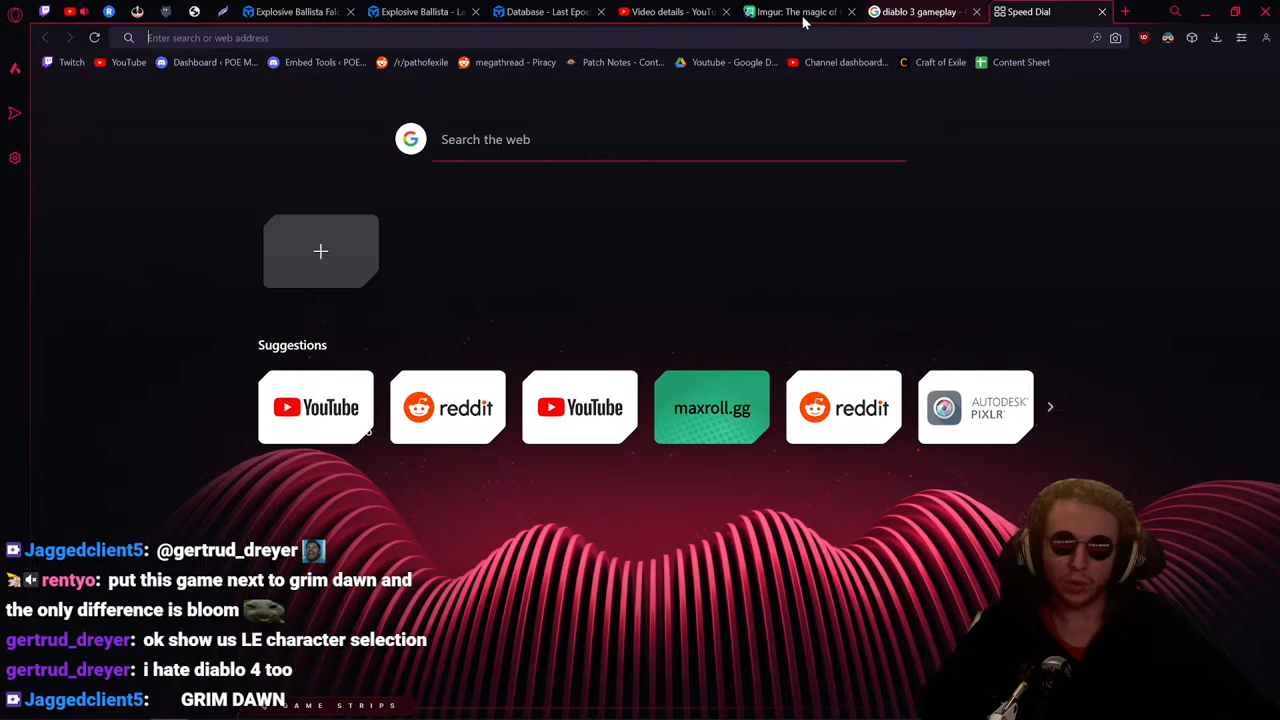 Explosive Ballista Falc
Explosive Ballista - La
Database - Last Epoc
Video details - YouTu
Imgur: The magic of
diablo 3 gameplay -
Speed Dial
Enter search or web address
Twitch
YouTube
Dashboard ‹ POE M...
Embed Tools ‹ POE...
/r/pathofexile
megathread - Piracy
Patch Notes - Cont...
Youtube - Google D...
Channel dashboard...
Craft of Exile
Content Sheet
Search the web
Suggestions
YouTube
reddit
YouTube
maxroll.gg
reddit
AUTODESK
PIXLR
Jaggedclient5: @gertrud_dreyer
rentyo: put this game next to grim dawn and
the only difference is bloom
gertrud_dreyer: ok show us LE character selection
gertrud_dreyer: i hate diablo 4 too
Jaggedclient5: GRIM DAWN
GAME STRIPS